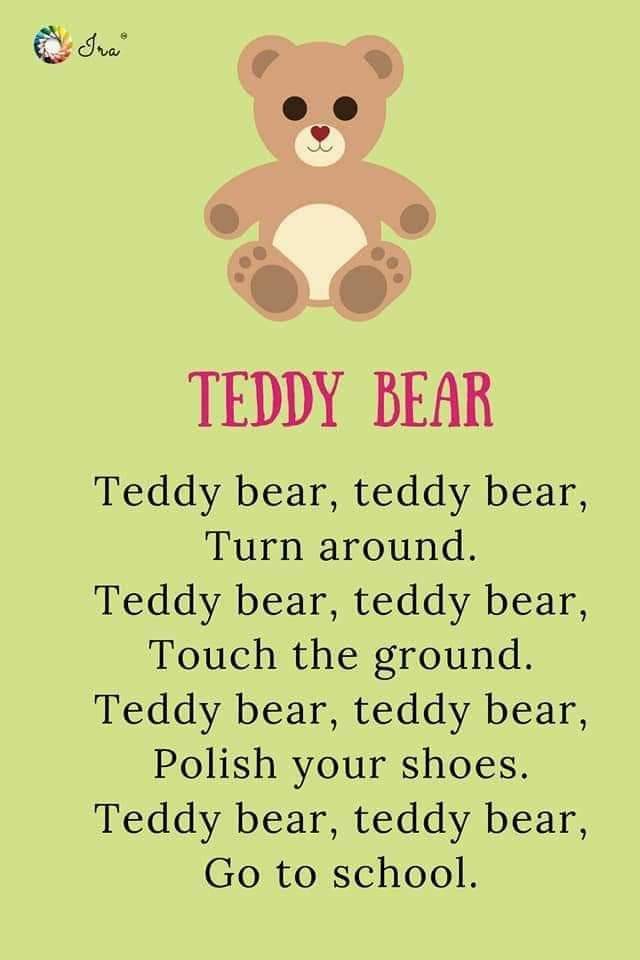 Ira
TEDDY BEAR
Teddy bear, teddy bear,
Turn around.
Teddy bear, teddy bear,
Touch the ground.
Teddy bear, teddy bear,
Polish your shoes.
Teddy bear, teddy bear,
Go to school.